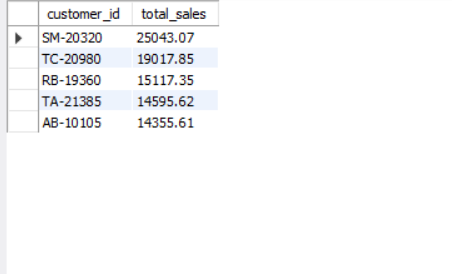 customer_id total_sales
SM-20320 25043.07
TC-20980 19017.85
RB-19360 15117.35
TA-21385 14595.62
AB-10105 14355.61